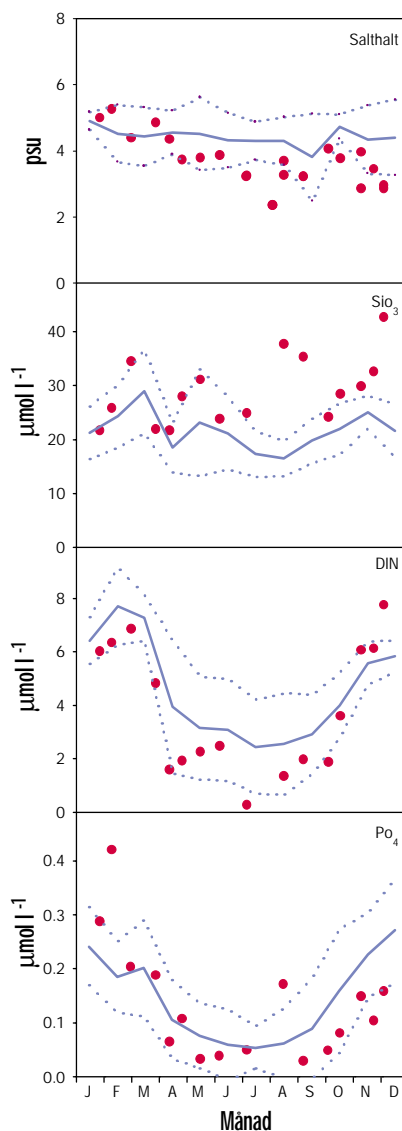 Salthalt
8
6
4
2
0
psu
Sio3
40
30
20
10
0
µmol l-1
DIN
8
6
4
2
0
µmol l-1
Po4
0.4
0.3
0.2
0.1
0.0
µmol l-1
J F M A M J J A S O N D
Månad